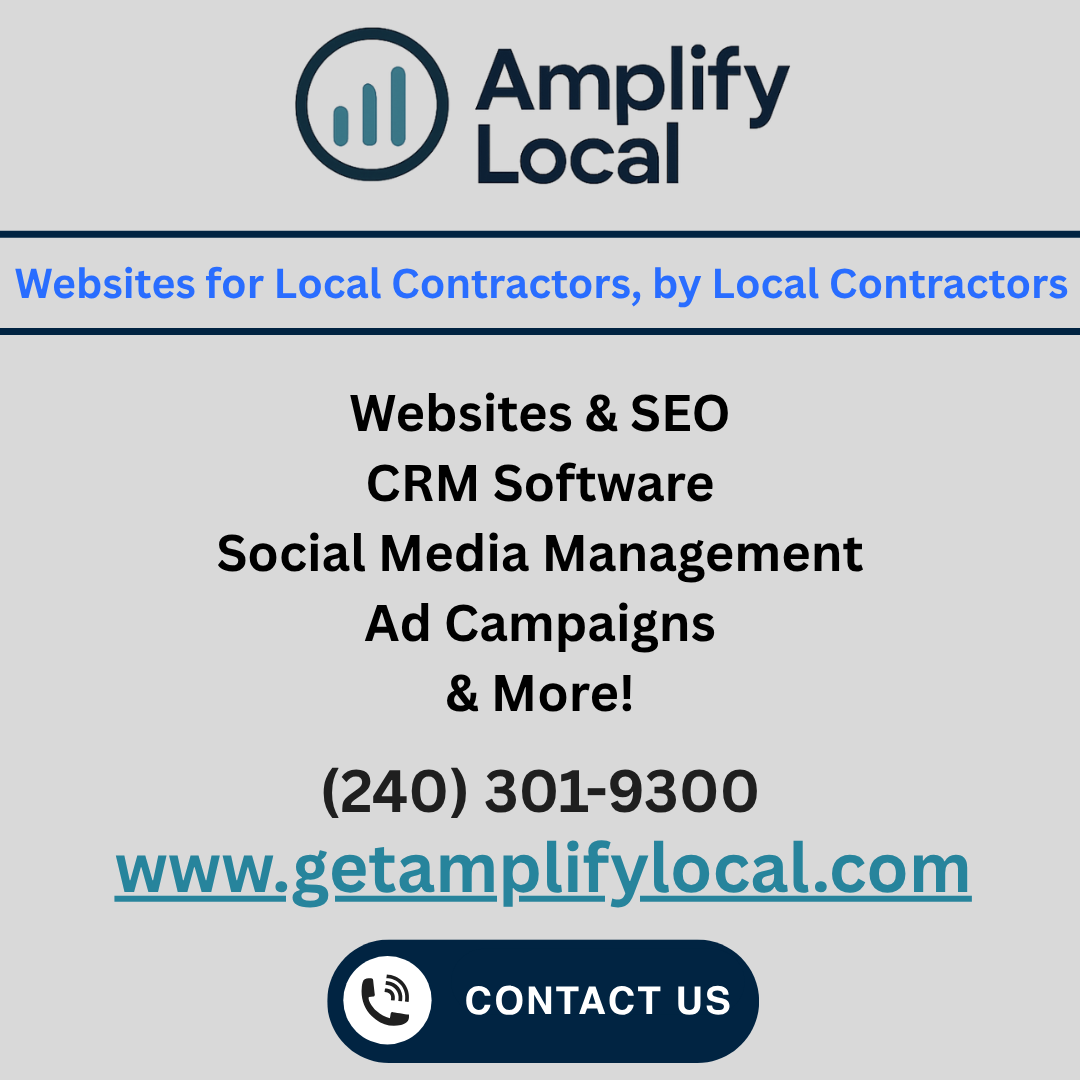 Amplify
Local
Websites for Local Contractors, by Local Contractors
Websites & SEO
CRM Software
Social Media Management
Ad Campaigns
& More!
(240) 301-9300
www.getamplifylocal.com
CONTACT US